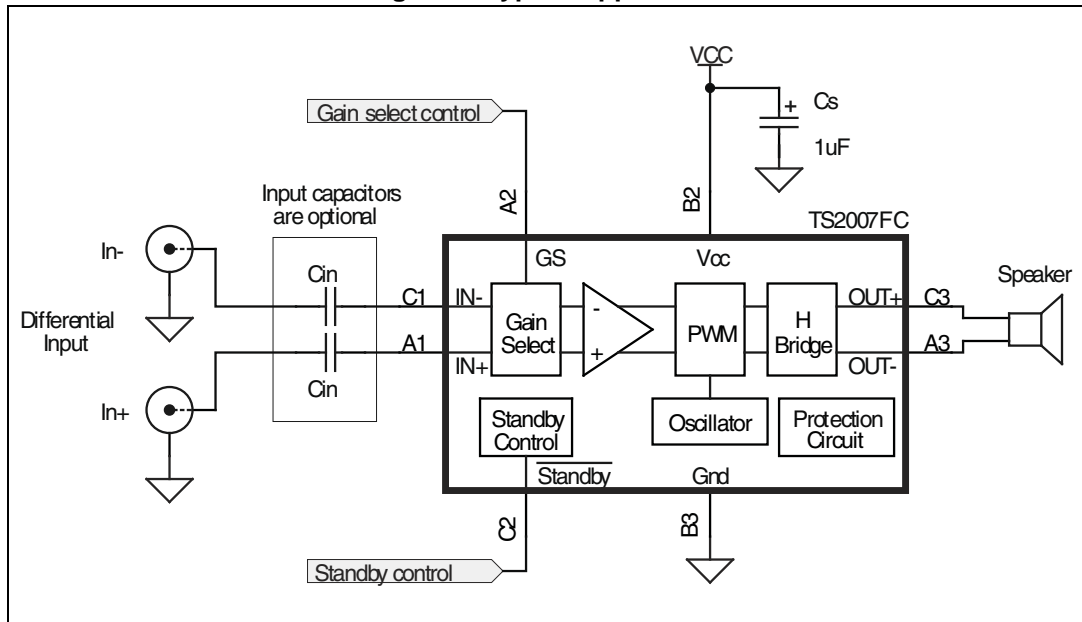 VCC
Cs
+
1uF
Gain select control
A2
B2
Input capacitors
are optional
TS2007FC
In-
GS
Vcc
Speaker
Cin
C1
IN-
OUT+
C3
Differential
Input
Gain
Select
-
+
PWM
H
Bridge
A1
IN+
OUT-
A3
Cin
In+
Standby
Control
Oscillator
Protection
Circuit
Standby
Gnd
C2
B3
Standby control